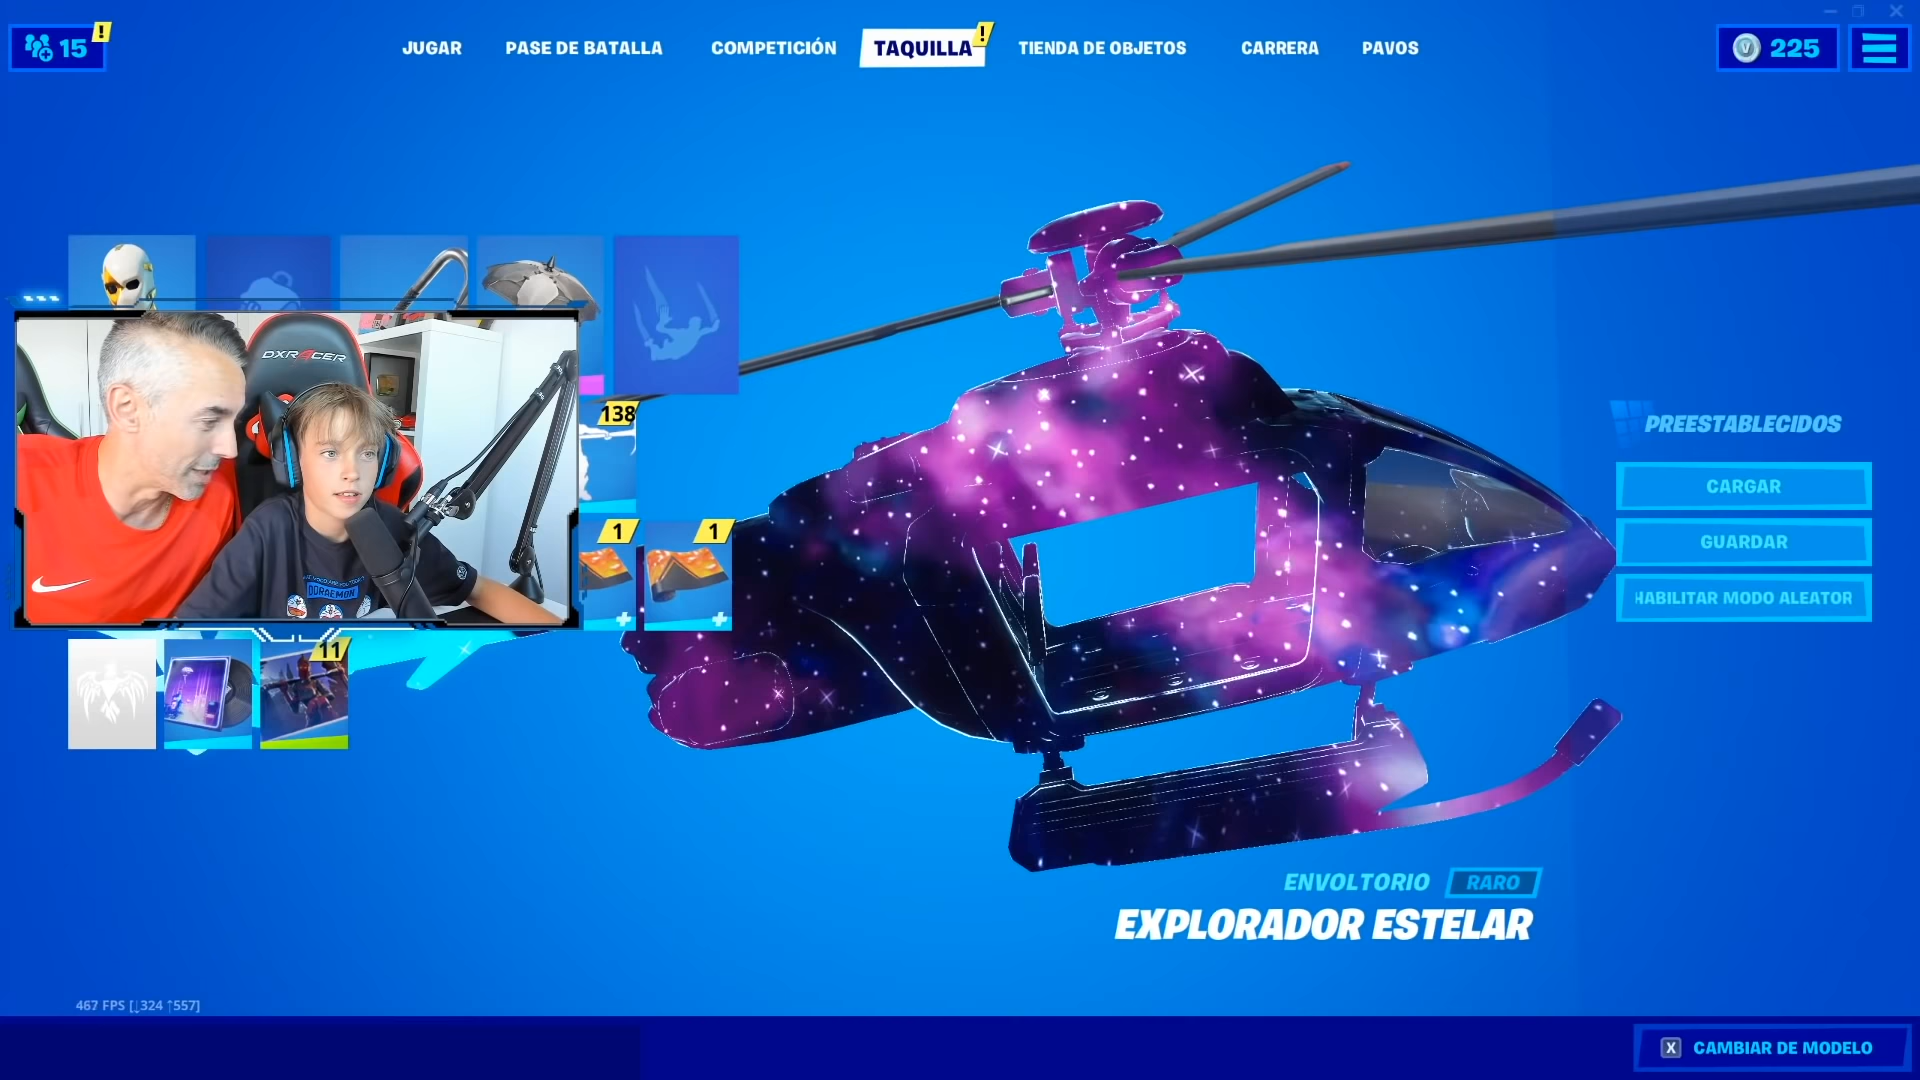 15
!
JUGAR
PASE DE BATALLA
COMPETICIÓN
TAQUILLA
!
TIENDA DE OBJETOS
CARRERA
PAVOS
V
225
DXRACER
138
1
1
DORAEMON
11
PREESTABLECIDOS
CARGAR
GUARDAR
HABILITAR MODO ALEATOR
ENVOLTORIO
RARO
EXPLORADOR ESTELAR
467 FPS [↓324 ↑557]
X CAMBIAR DE MODELO